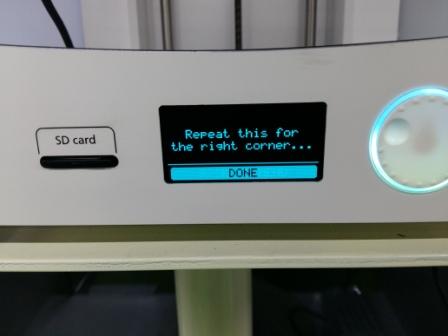 SD card
Repeat this for
the right corner...
DONE